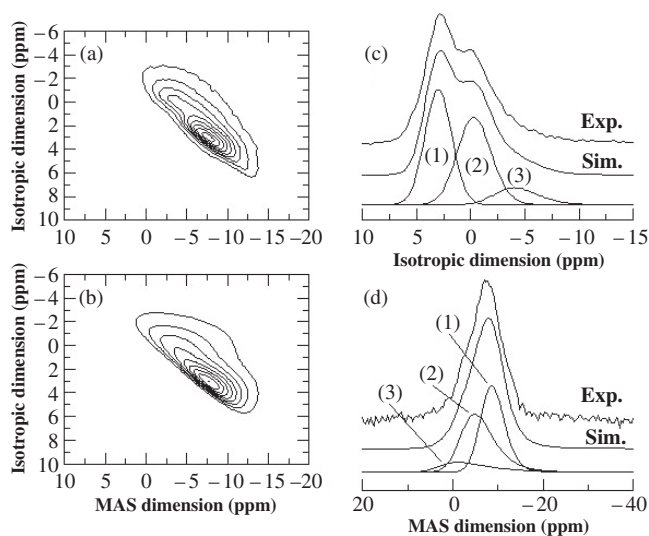 (a)
Isotropic dimension (ppm)
−6
−4
−2
0
2
4
6
8
10
10 5 0 −5 −10 −15 −20
(b)
Isotropic dimension (ppm)
−6
−4
−2
0
2
4
6
8
10
10 5 0 −5 −10 −15 −20
MAS dimension (ppm)
(c)
Exp.
Sim.
(1)
(2)
(3)
10 5 0 −5 −10 −15
Isotropic dimension (ppm)
(d)
(1)
(2)
(3)
Exp.
Sim.
20 0 −20 −40
MAS dimension (ppm)